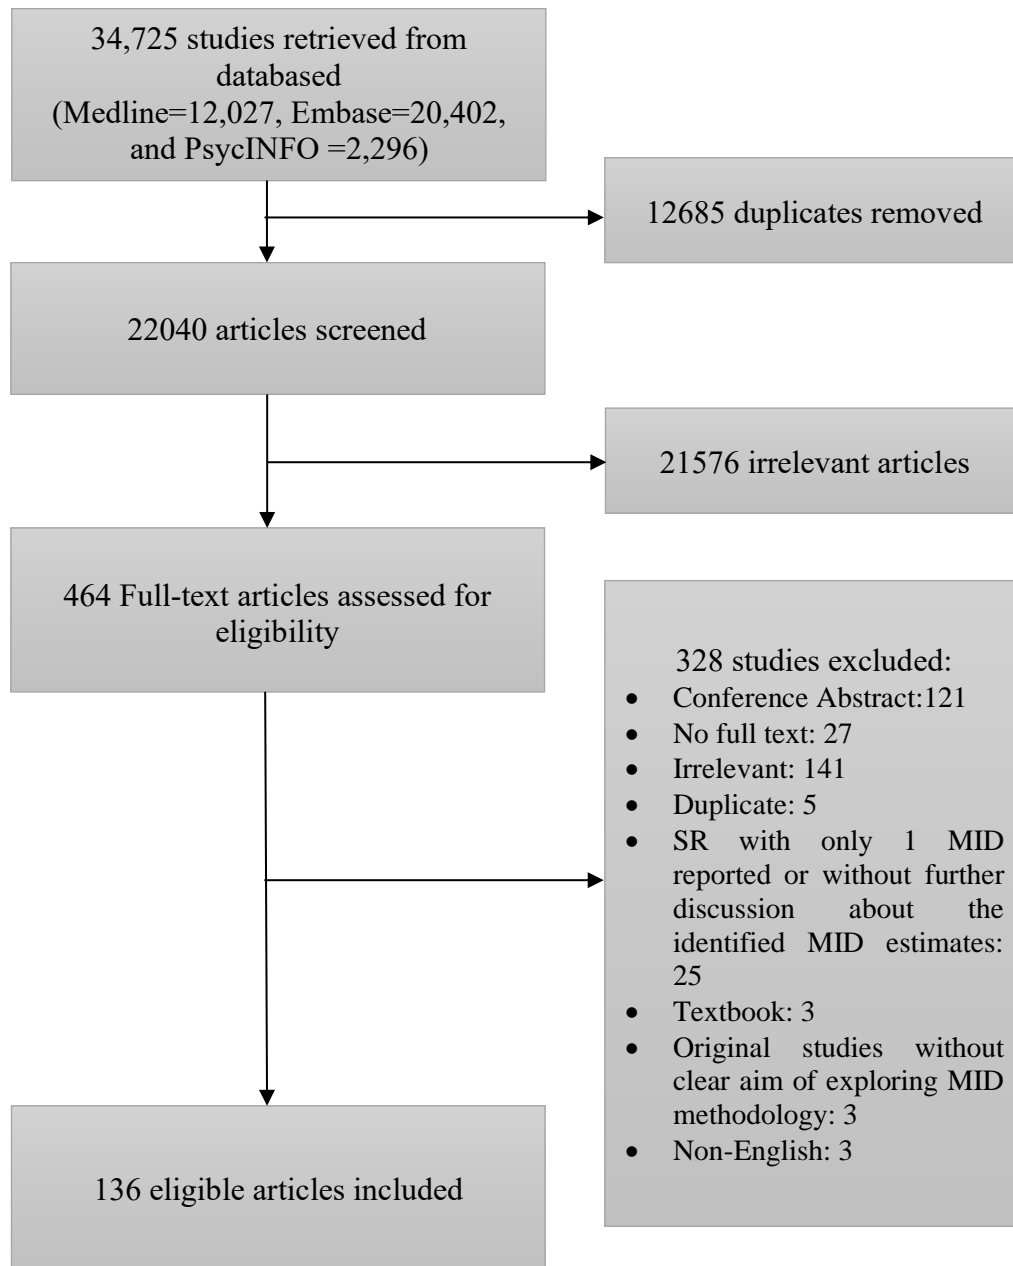 34,725 studies retrieved from
databased
(Medline=12,027, Embase=20,402,
and PsycINFO =2,296)
12685 duplicates removed
22040 articles screened
21576 irrelevant articles
464 Full-text articles assessed for
eligibility
328 studies excluded:
• Conference Abstract:121
• No full text: 27
• Irrelevant: 141
• Duplicate: 5
• SR with only 1 MID
reported or without further
discussion about the
identified MID estimates:
25
• Textbook: 3
• Original studies without
clear aim of exploring MID
methodology: 3
• Non-English: 3
136 eligible articles included